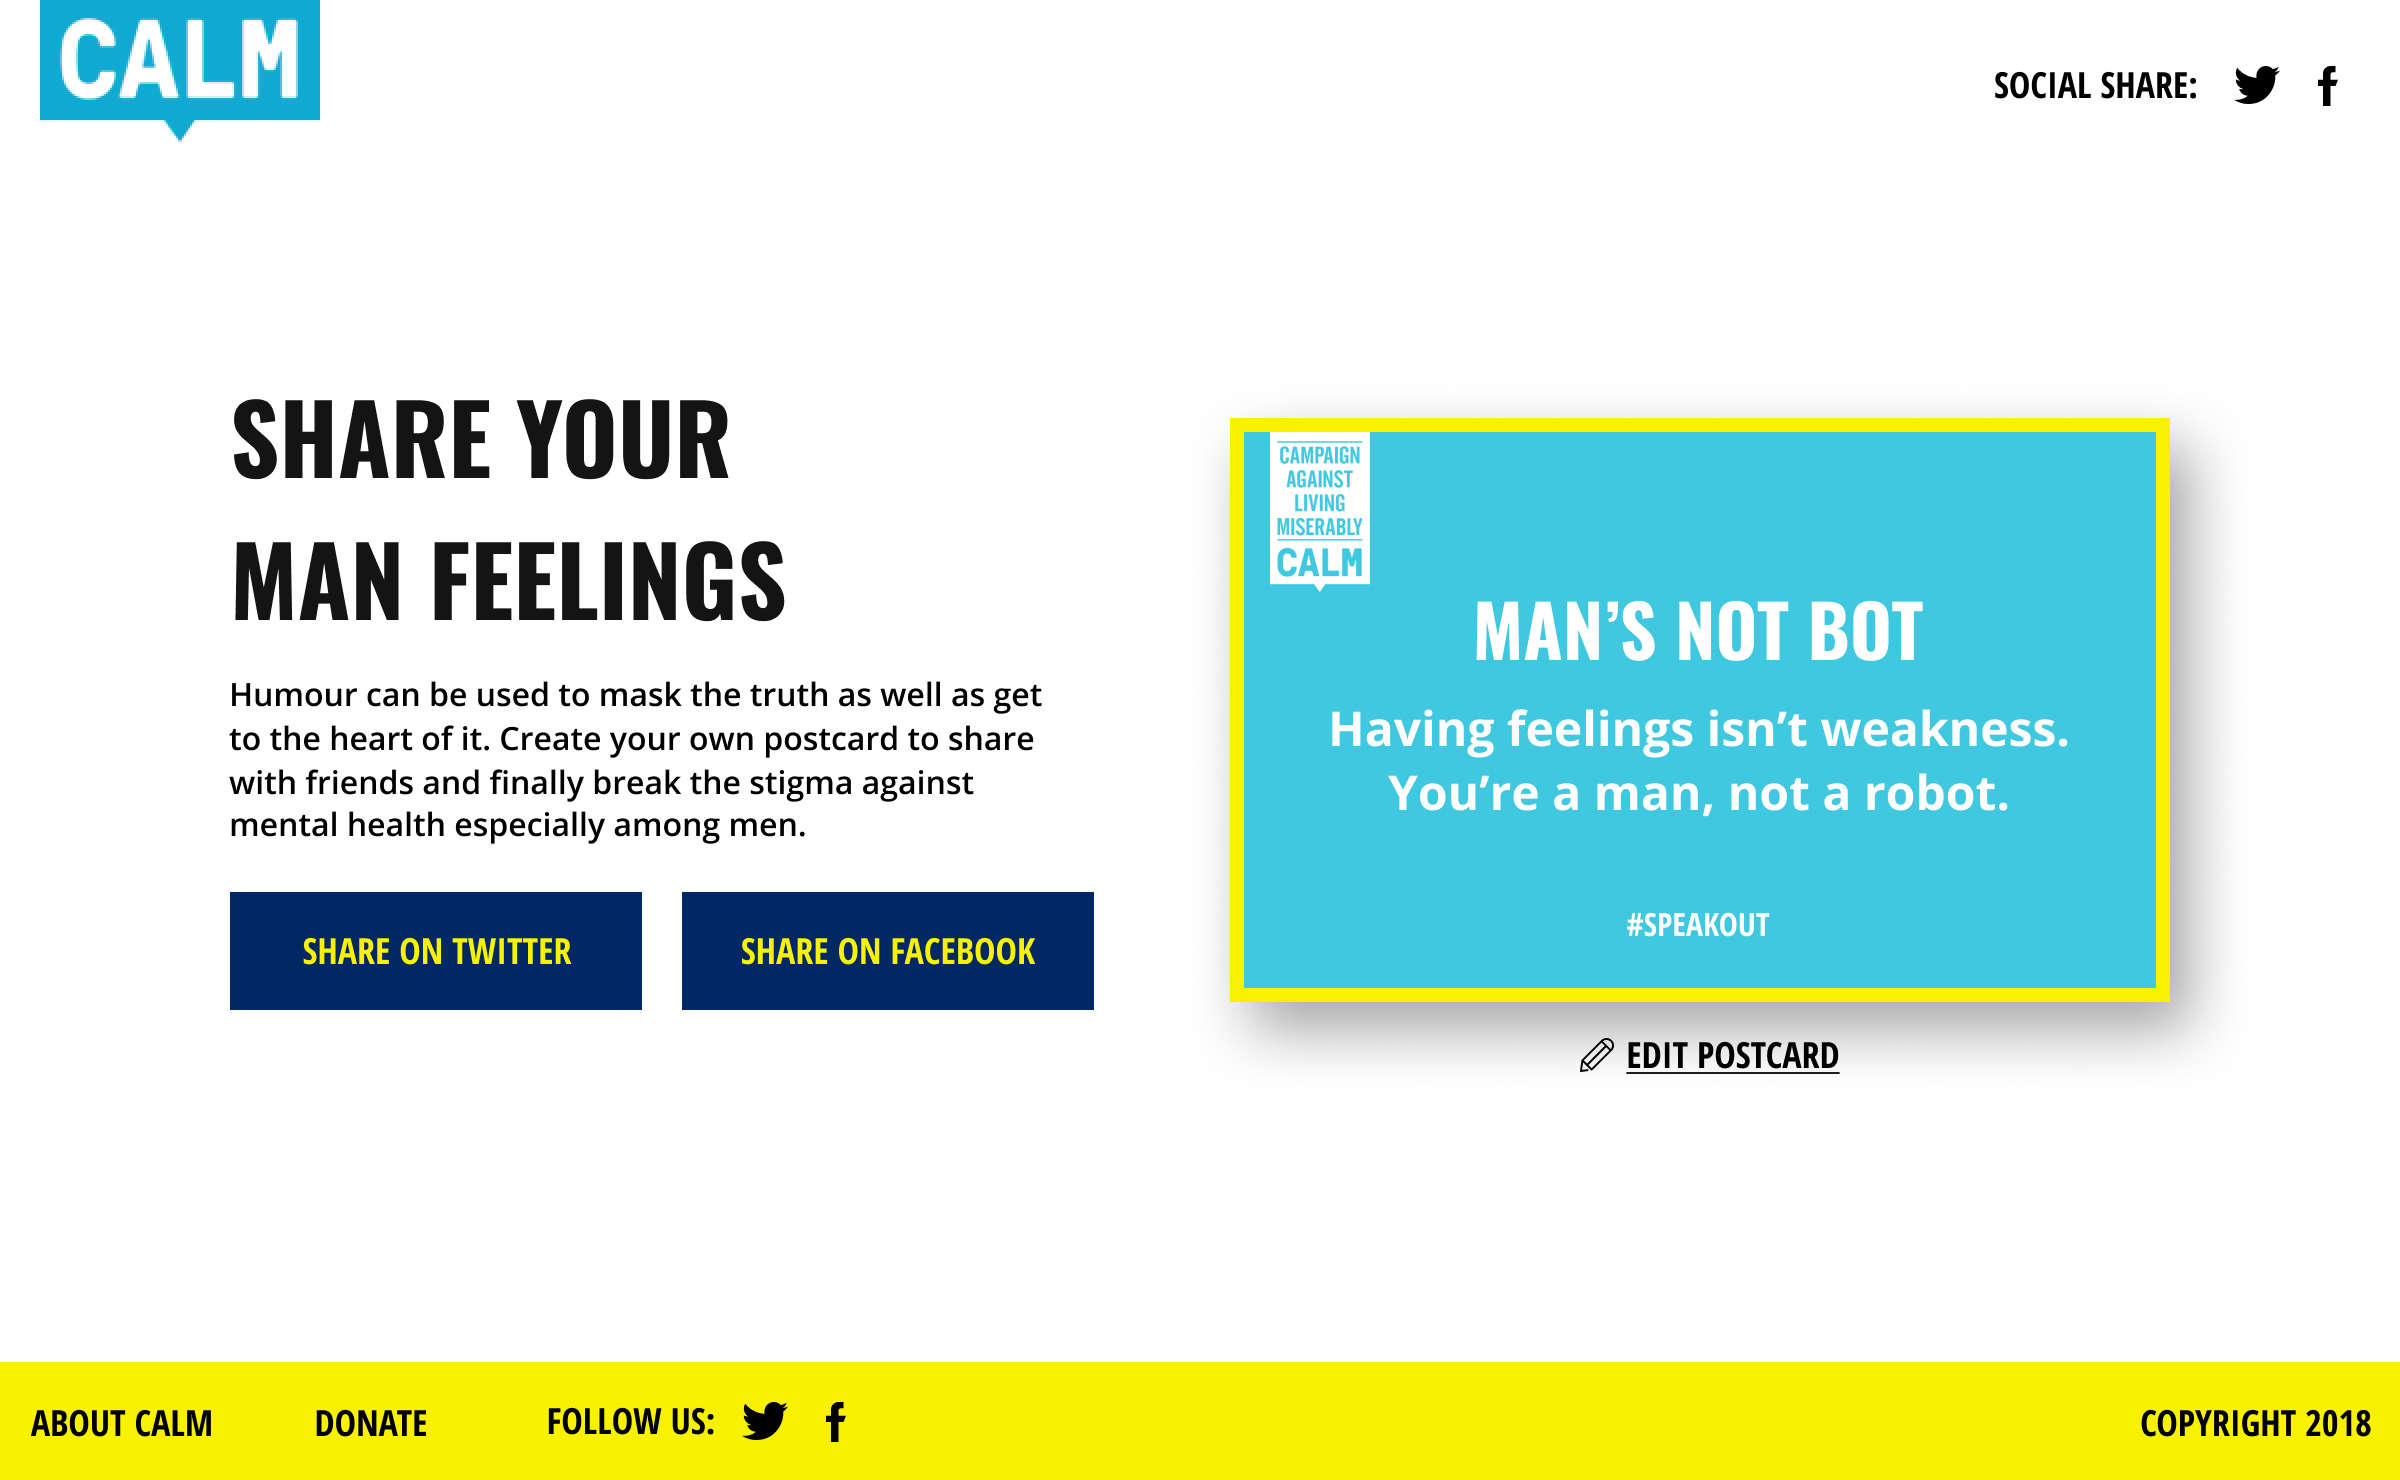 CALM
SOCIAL SHARE:
SHARE YOUR
MAN FEELINGS
Humour can be used to mask the truth as well as get
to the heart of it. Create your own postcard to share
with friends and finally break the stigma against
mental health especially among men.
SHARE ON TWITTER
SHARE ON FACEBOOK
CAMPAIGN
AGAINST
LIVING
MISERABLY
CALM
MAN’S NOT BOT
Having feelings isn’t weakness.
You’re a man, not a robot.
#SPEAKOUT
EDIT POSTCARD
ABOUT CALM
DONATE
FOLLOW US:
COPYRIGHT 2018